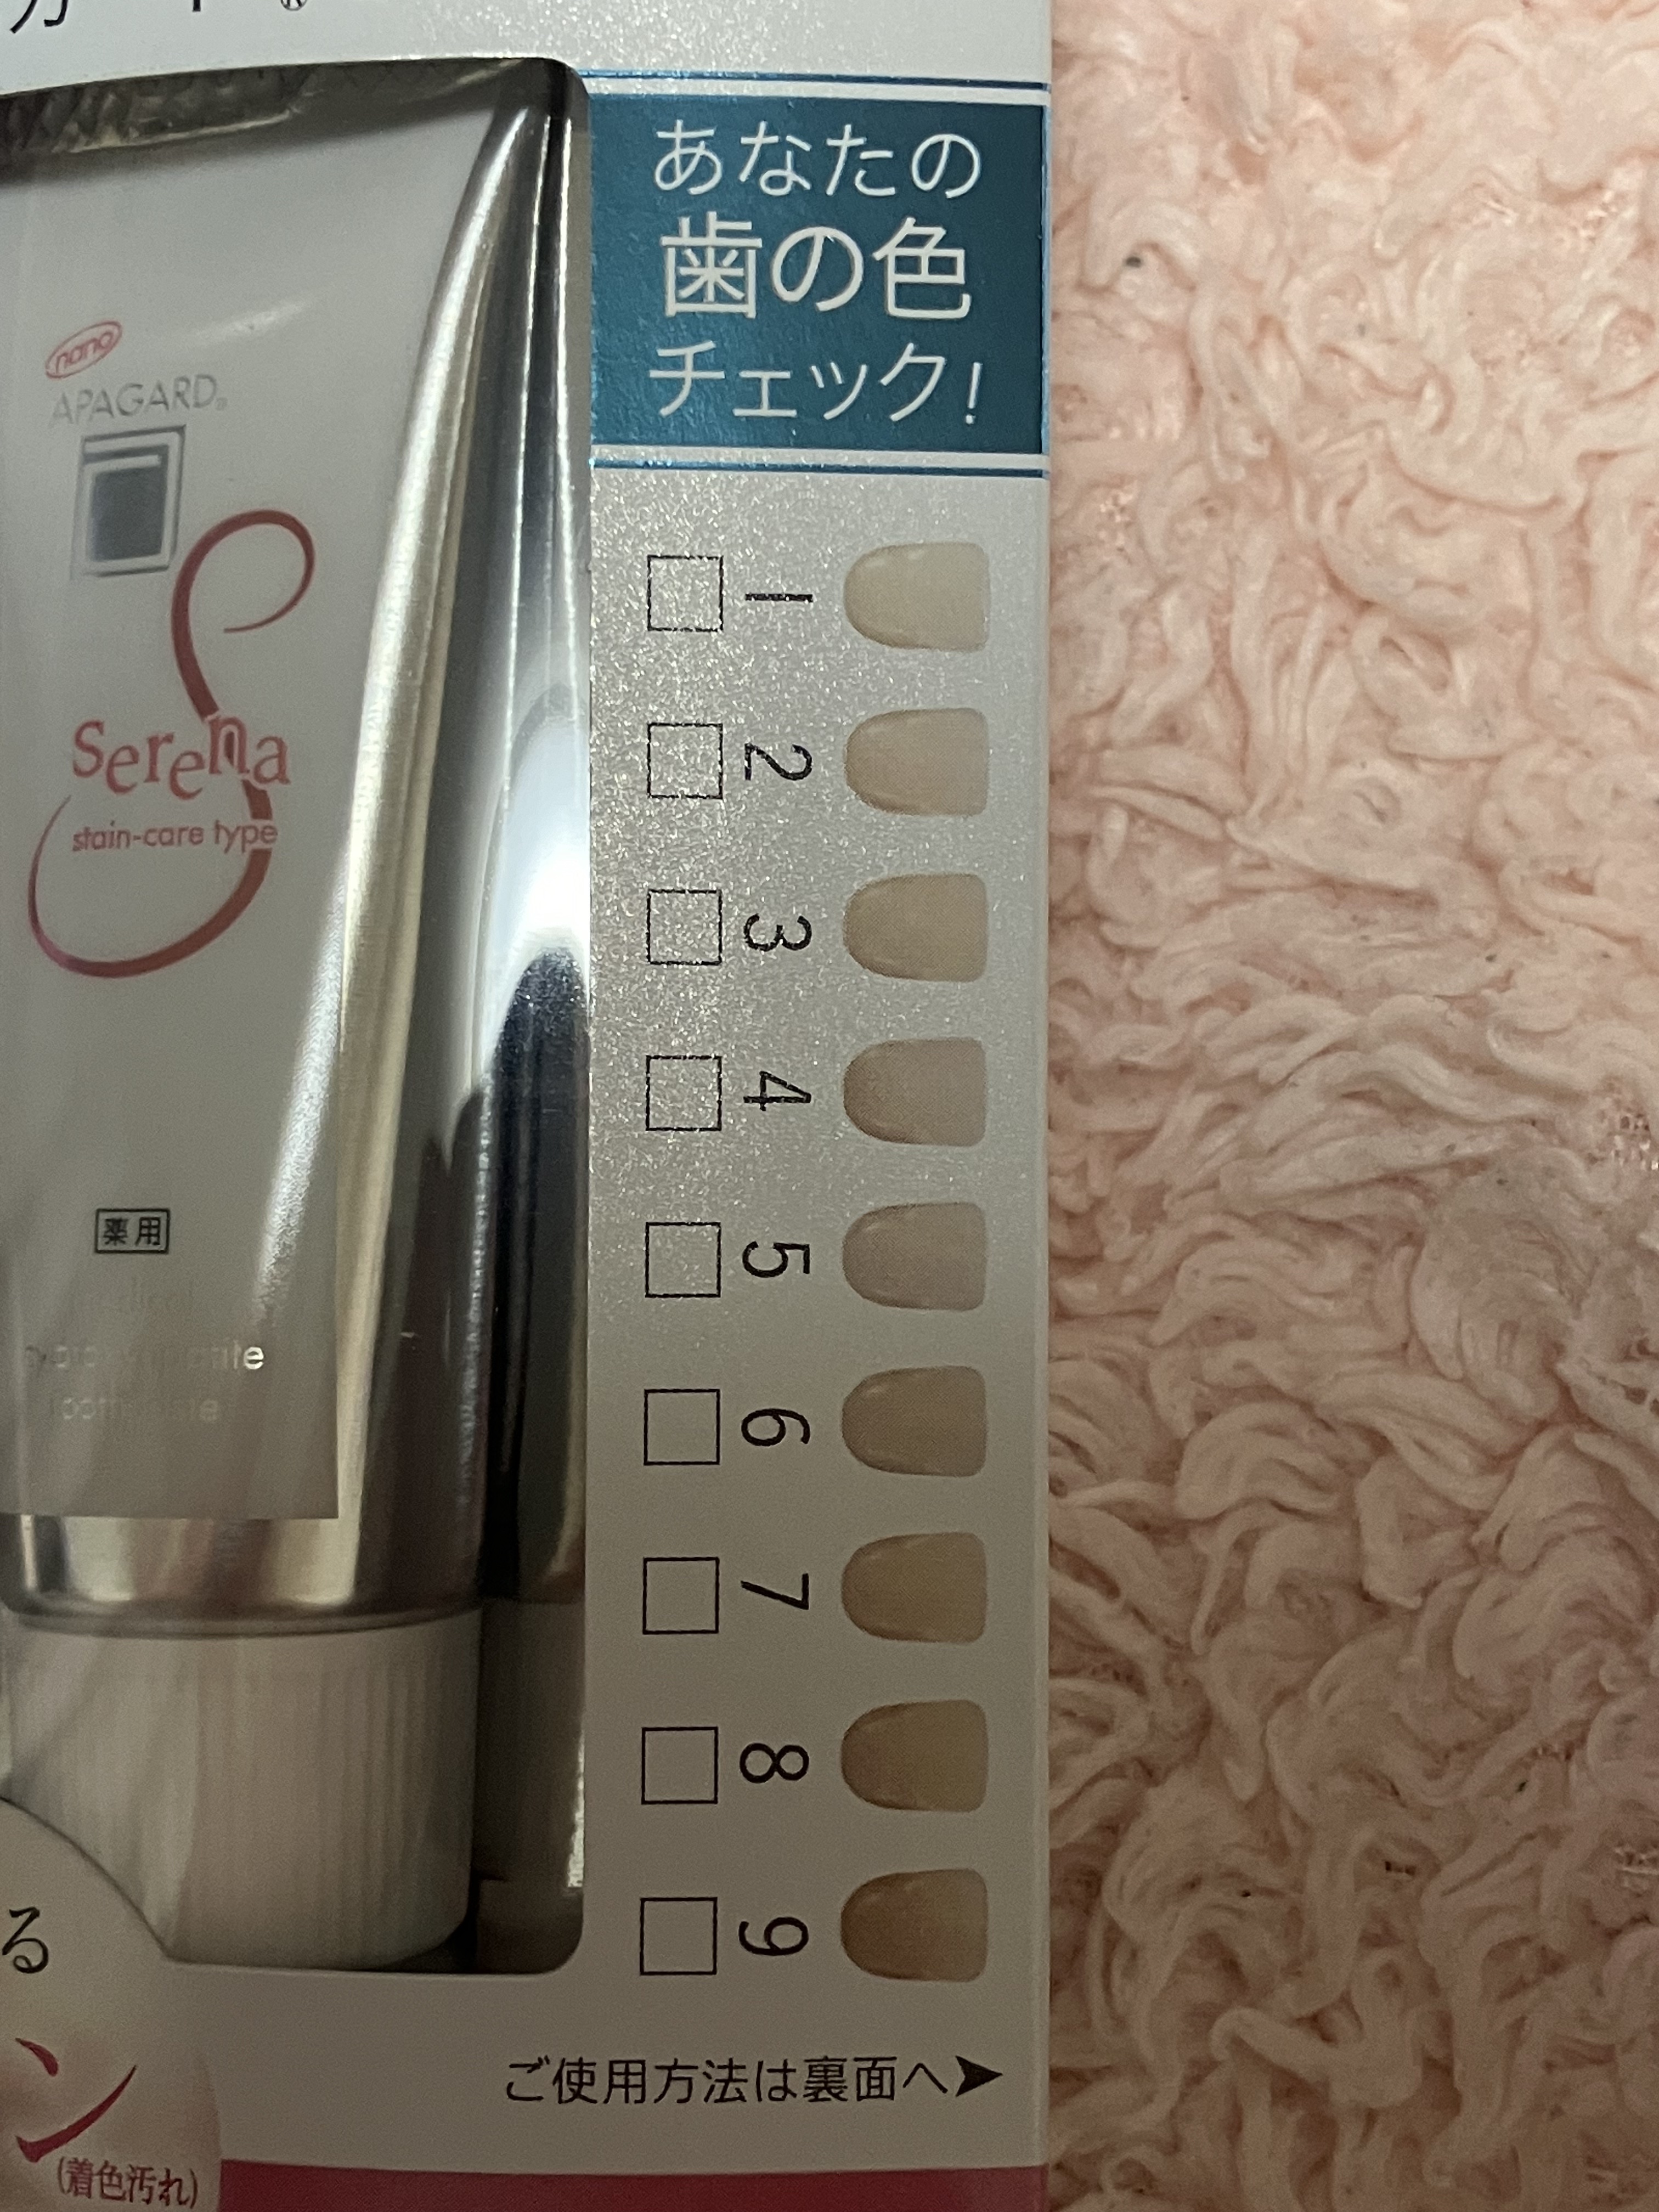 nano
APAGARD®
Serena
stain-care type
薬用
あなたの
歯の色
チェック!
1
2
3
4
5
6
7
8
9
ご使用方法は裏面へ➤
る
ン
(着色汚れ)